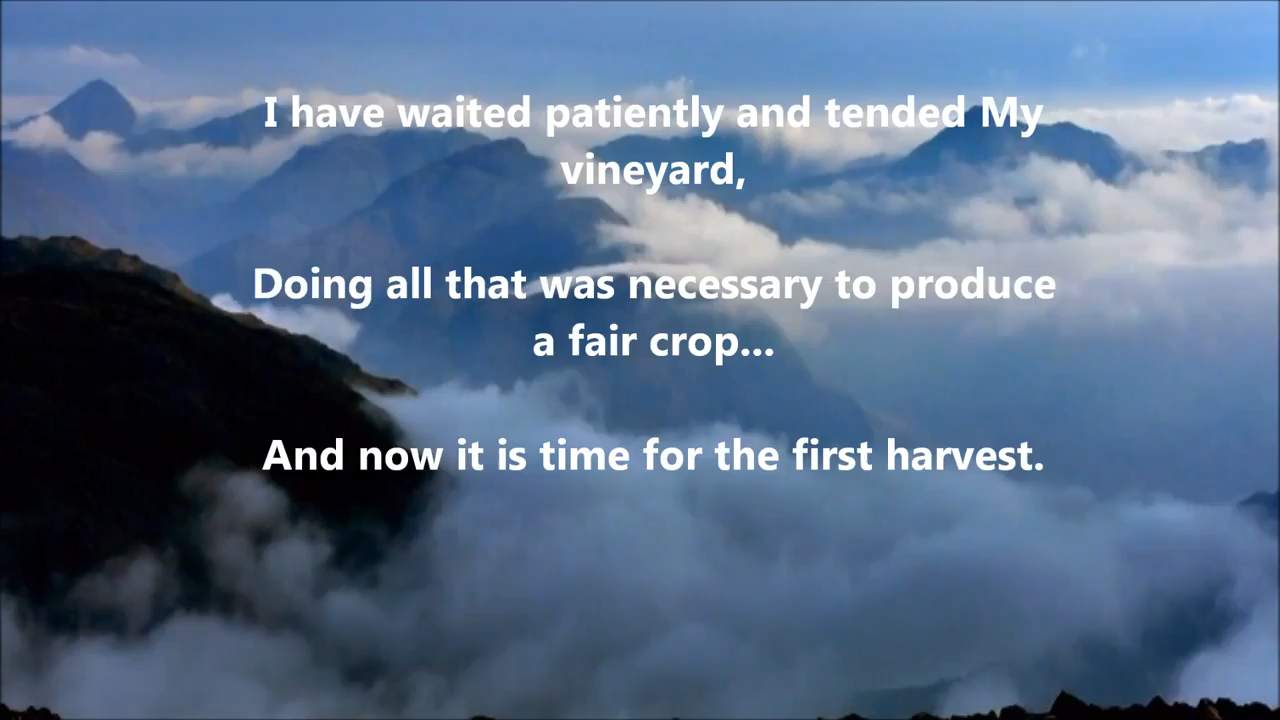 I have waited patiently and tended My
vineyard,
Doing all that was necessary to produce
a fair crop...
And now it is time for the first harvest.